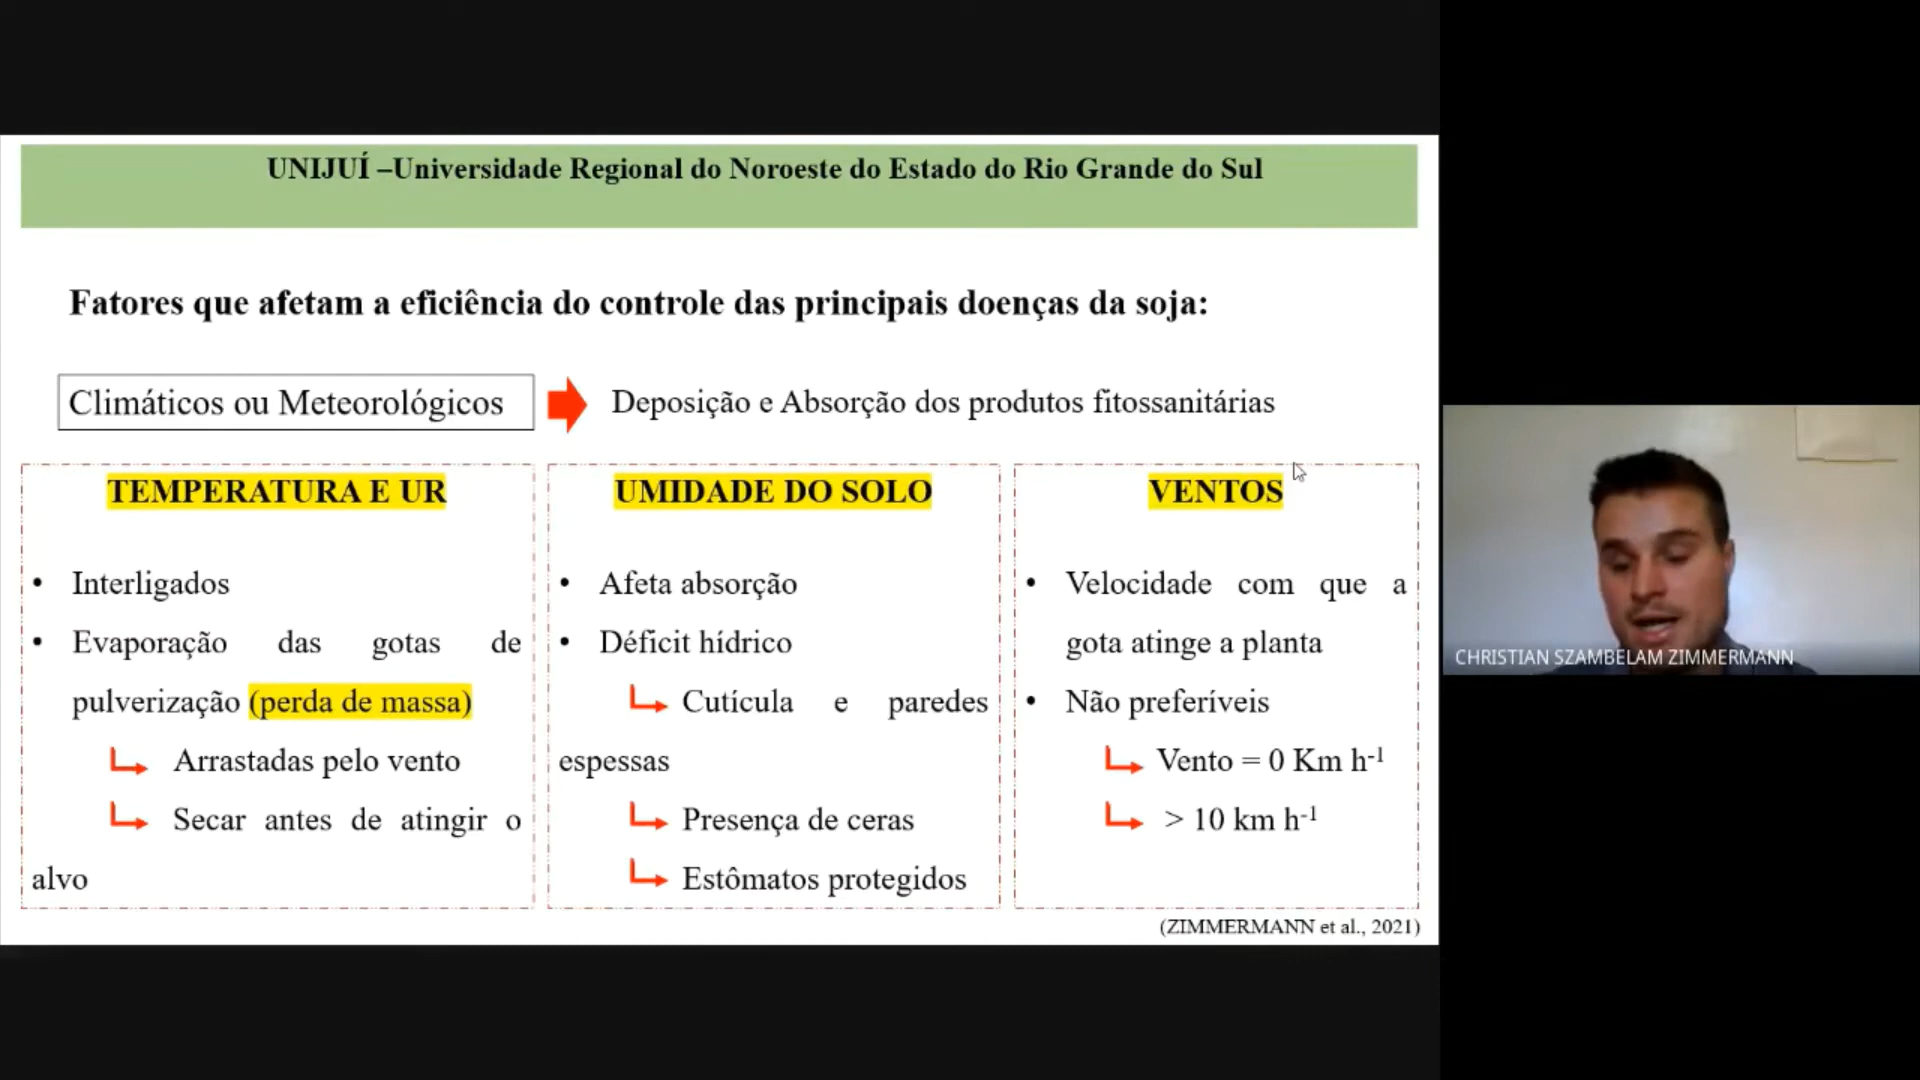 UNIJUÍ –Universidade Regional do Noroeste do Estado do Rio Grande do Sul
Fatores que afetam a eficiência do controle das principais doenças da soja:
Climáticos ou Meteorológicos
Deposição e Absorção dos produtos fitossanitárias
TEMPERATURA E UR
• Interligados
• Evaporação das gotas de
pulverização (perda de massa)
Arrastadas pelo vento
Secar antes de atingir o
alvo
UMIDADE DO SOLO
• Afeta absorção
• Déficit hídrico
Cutícula e paredes
espessas
Presença de ceras
Estômatos protegidos
VENTOS
• Velocidade com que a
gota atinge a planta
• Não preferíveis
Vento = 0 Km h-1
> 10 km h-1
(ZIMMERMANN et al., 2021)
CHRISTIAN SZAMBELAM ZIMMERMANN